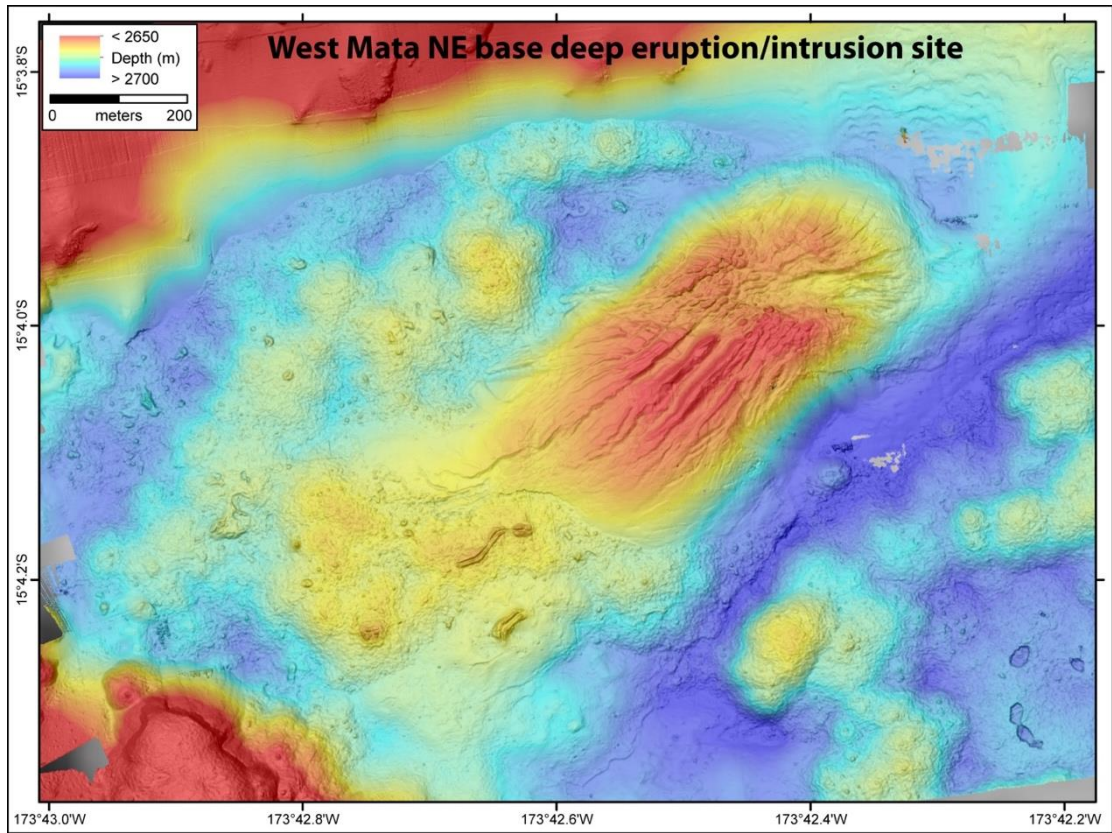 West Mata NE base deep eruption/intrusion site
< 2650
Depth (m)
> 2700
0 meters 200
15°3.8'S
15°4.0'S
15°4.2'S
173°43.0'W 173°42.8'W 173°42.6'W 173°42.4'W 173°42.2'W